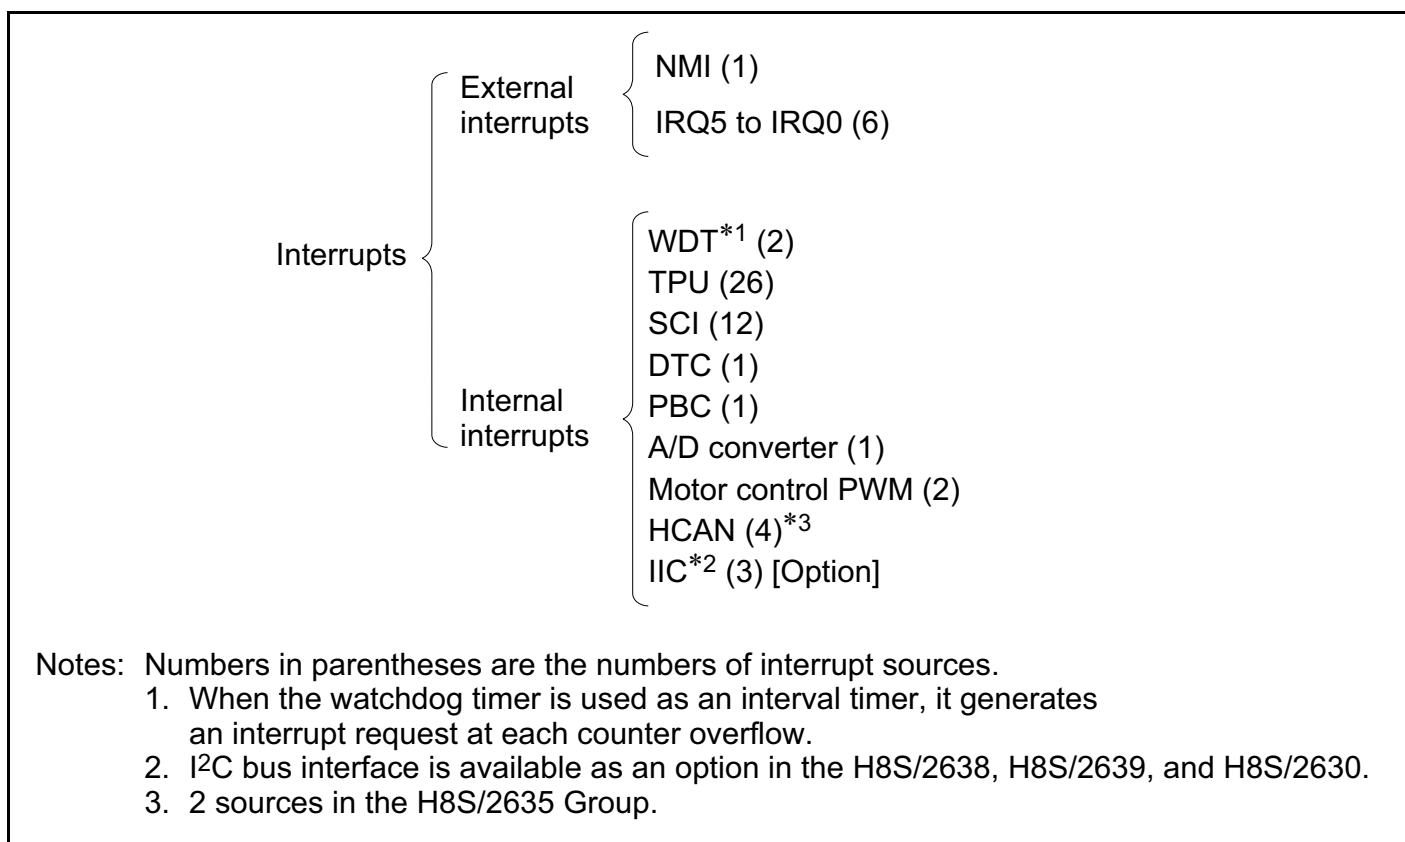 Interrupts
External
interrupts
NMI (1)
IRQ5 to IRQ0 (6)
Internal
interrupts
WDT*1 (2)
TPU (26)
SCI (12)
DTC (1)
PBC (1)
A/D converter (1)
Motor control PWM (2)
HCAN (4)*3
IIC*2 (3) [Option]
Notes: Numbers in parentheses are the numbers of interrupt sources.
1. When the watchdog timer is used as an interval timer, it generates
an interrupt request at each counter overflow.
2. I2C bus interface is available as an option in the H8S/2638, H8S/2639, and H8S/2630.
3. 2 sources in the H8S/2635 Group.